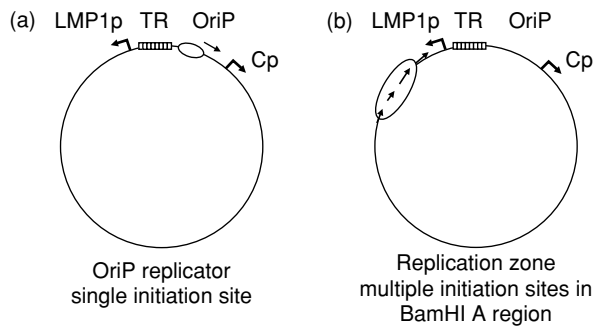 (a) LMP1p TR OriP
Cp
OriP replicator
single initiation site
(b) LMP1p TR OriP
Cp
Replication zone
multiple initiation sites in
BamHI A region